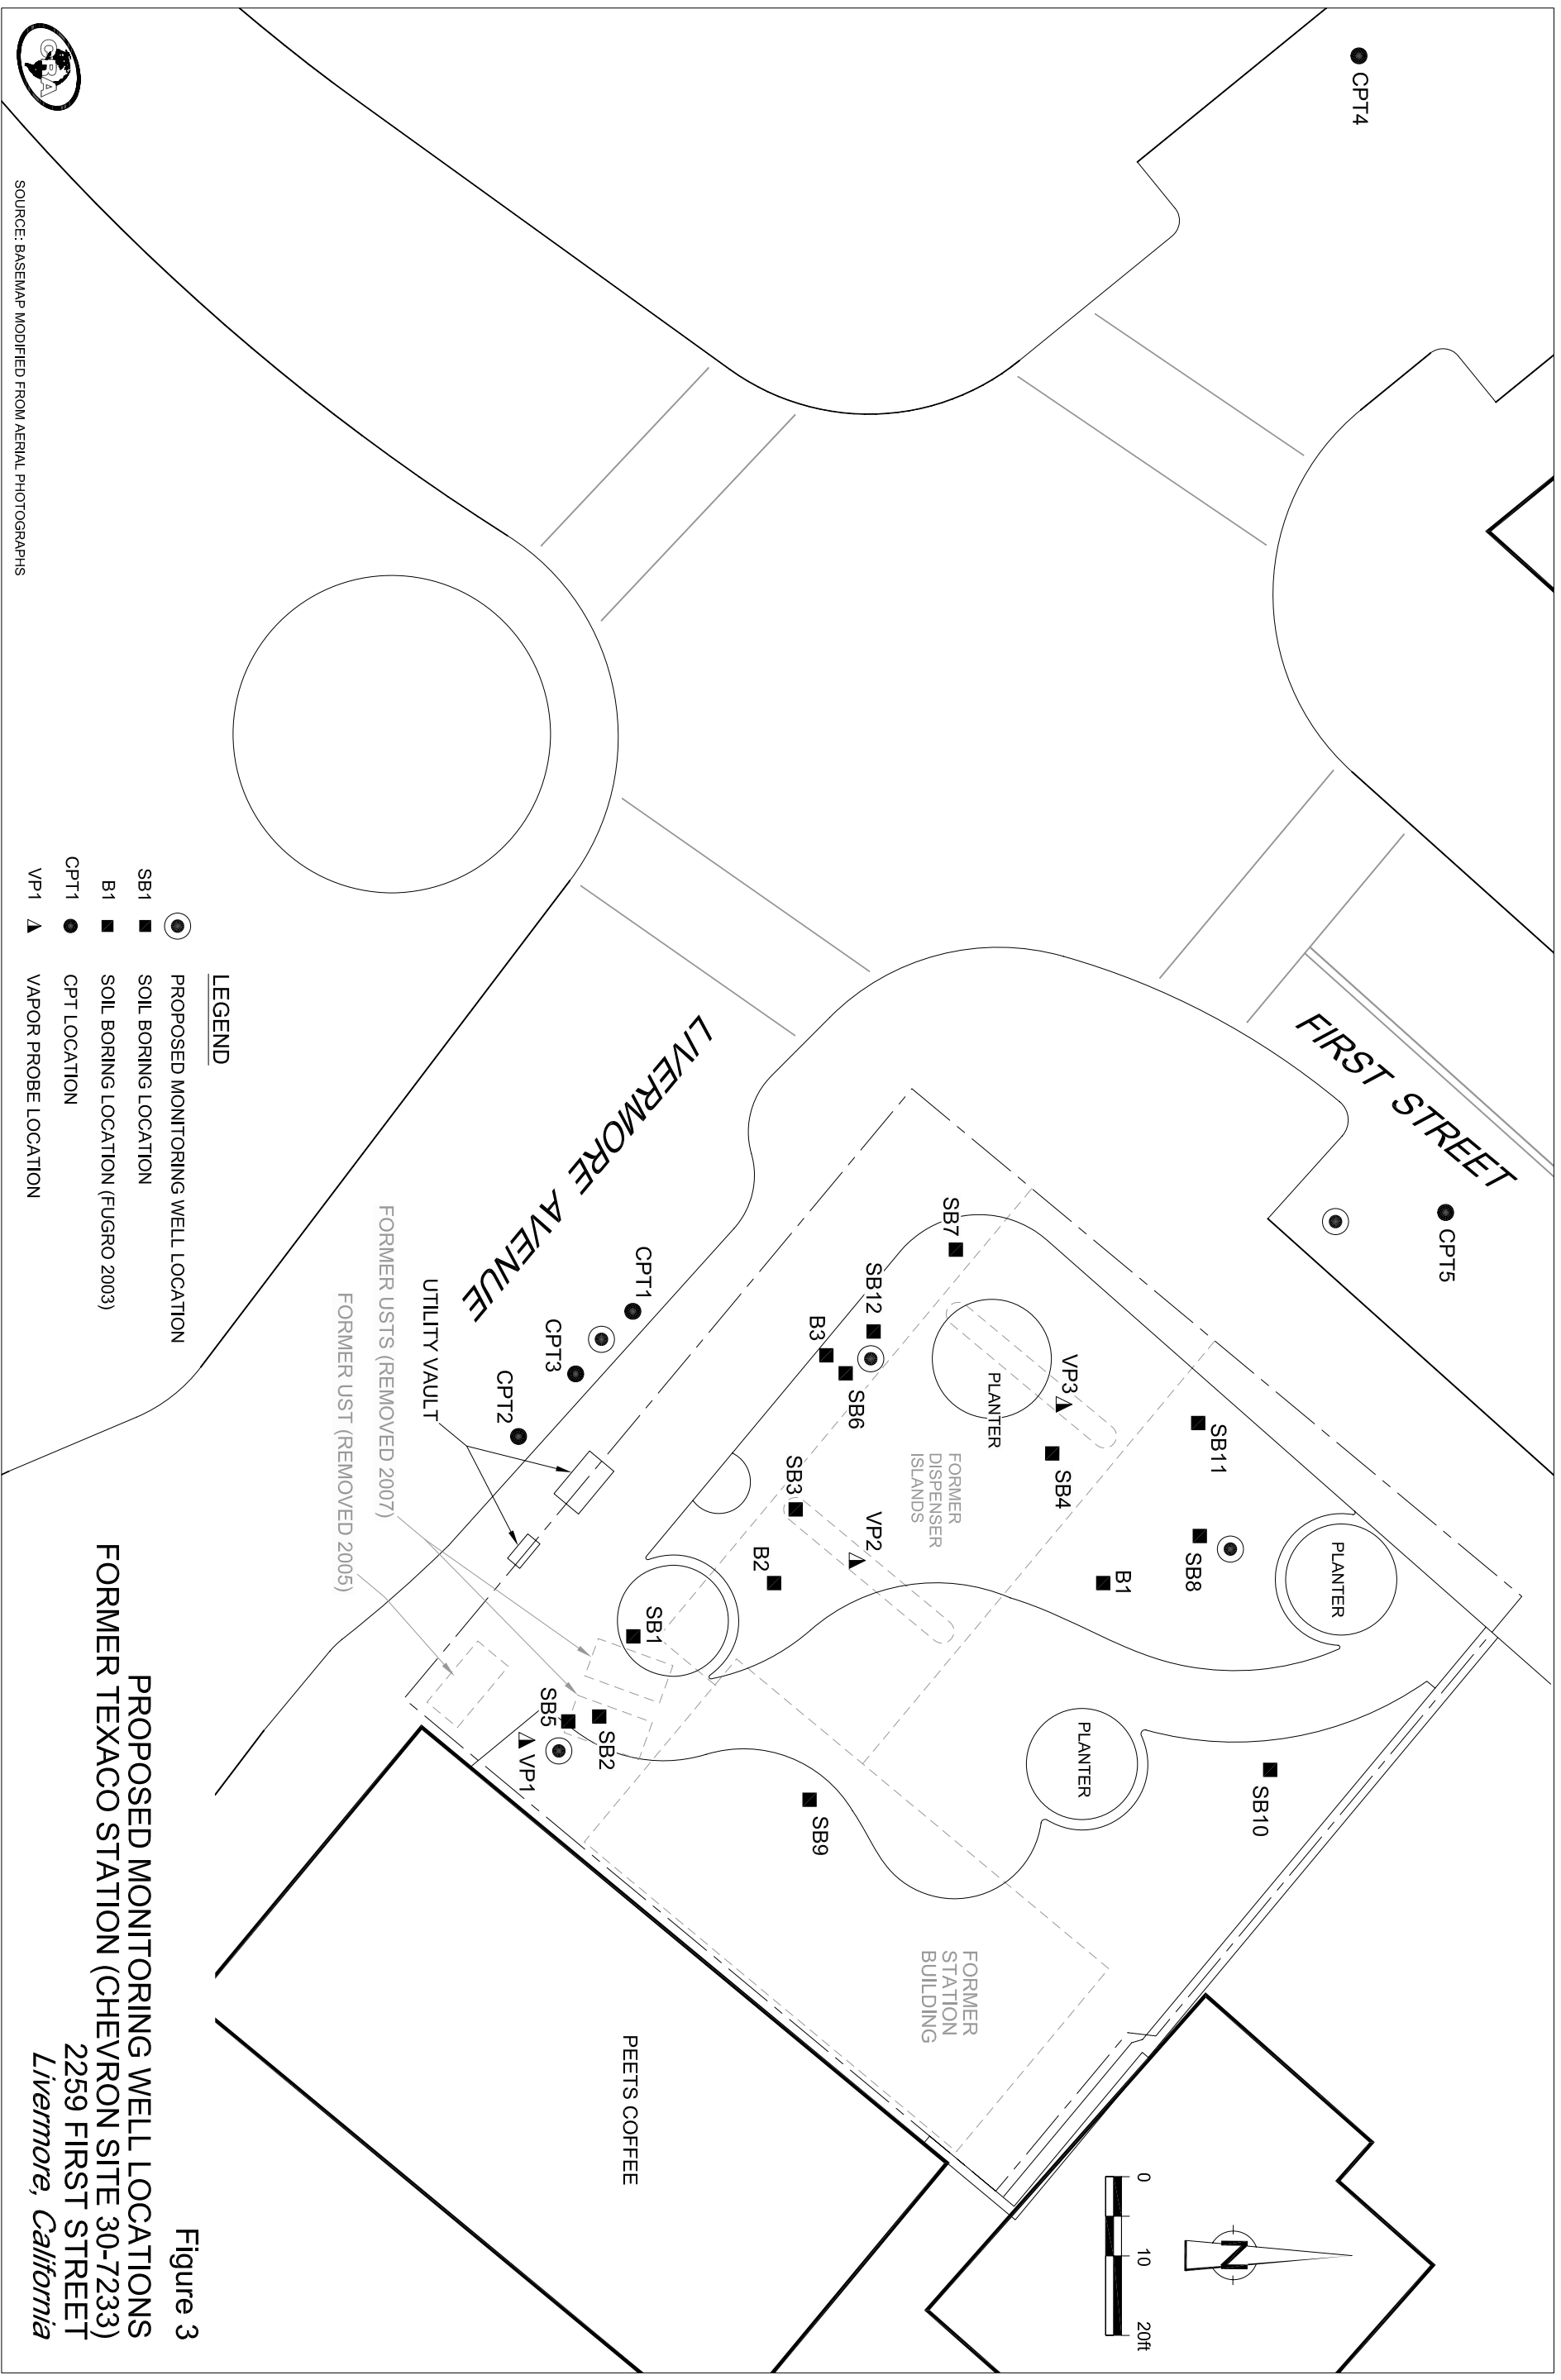 CPT4
FIRST STREET
CPT5
LIVERMORE AVENUE
SB7
SB12
B3
SB6
PLANTER
VP3
SB4
SB11
SB8
PLANTER
B1
FORMER
DISPENSER
ISLANDS
SB3
VP2
B2
SB1
CPT1
CPT3
CPT2
UTILITY VAULT
FORMER USTS (REMOVED 2007)
FORMER UST (REMOVED 2005)
SB5
SB2
VP1
SB9
PLANTER
SB10
FORMER
STATION
BUILDING
PEETS COFFEE
N
0 10 20ft
LEGEND
PROPOSED MONITORING WELL LOCATION
SB1 SOIL BORING LOCATION
B1 SOIL BORING LOCATION (FUGRO 2003)
CPT1 CPT LOCATION
VP1 VAPOR PROBE LOCATION
CRA
SOURCE: BASEMAP MODIFIED FROM AERIAL PHOTOGRAPHS
Figure 3
PROPOSED MONITORING WELL LOCATIONS
FORMER TEXACO STATION (CHEVRON SITE 30-7233)
2259 FIRST STREET
Livermore, California